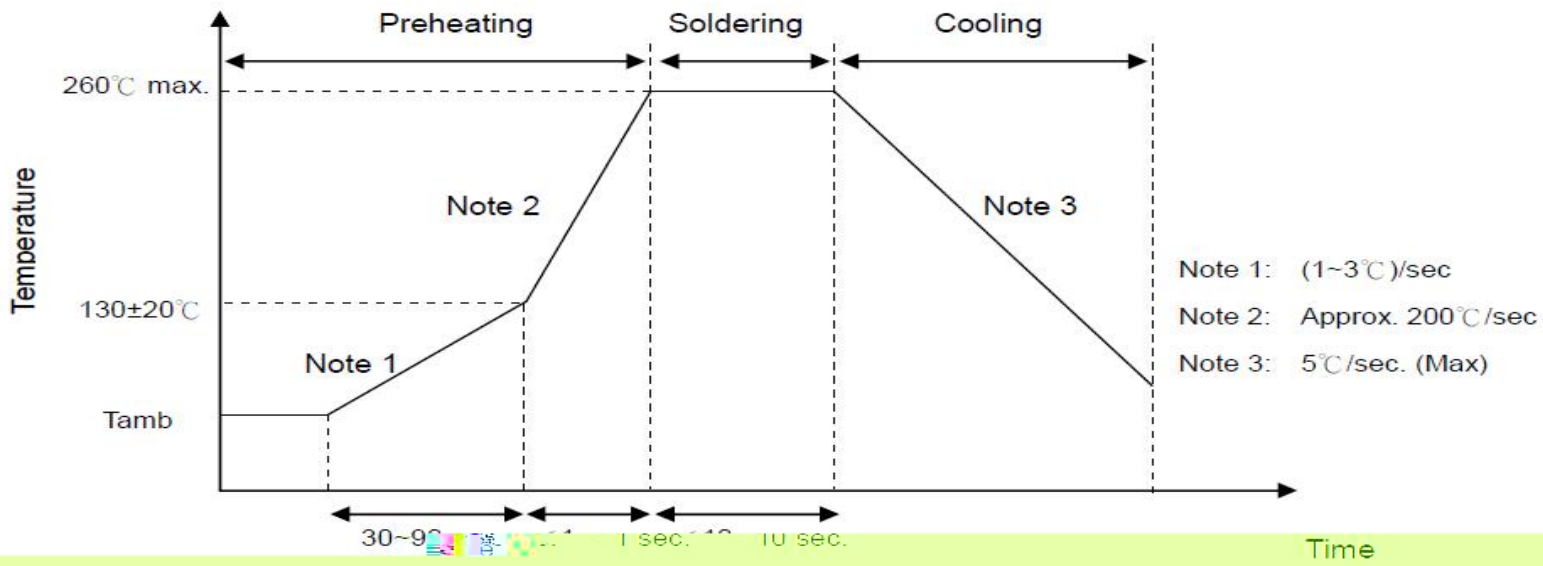 Preheating Soldering Cooling
260℃ max.
Temperature
Note 2
Note 3
130±20℃
Note 1
Tamb
Note 1: (1~3℃)/sec
Note 2: Approx. 200℃/sec
Note 3: 5℃/sec. (Max)
sec. 10 sec.
Time